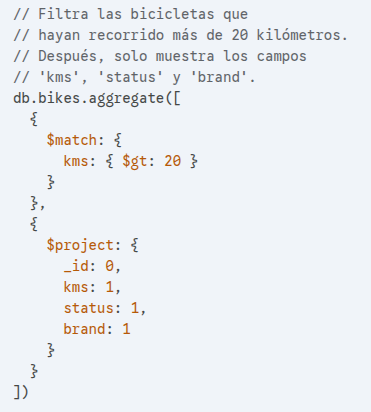 // Filtra las bicicletas que
// hayan recorrido más de 20 kilómetros.
// Después, solo muestra los campos
// 'kms', 'status' y 'brand'.
db.bikes.aggregate([
  {
    $match: {
      kms: { $gt: 20 }
    }
  },
  {
    $project: {
      _id: 0,
      kms: 1,
      status: 1,
      brand: 1
    }
  }
])